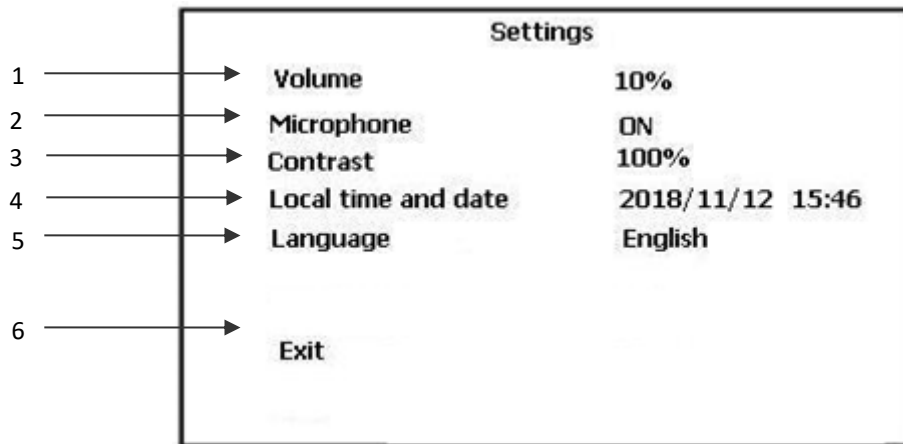 Settings
1 Volume 10%
2 Microphone ON
3 Contrast 100%
4 Local time and date 2018/11/12 15:46
5 Language English
6
Exit